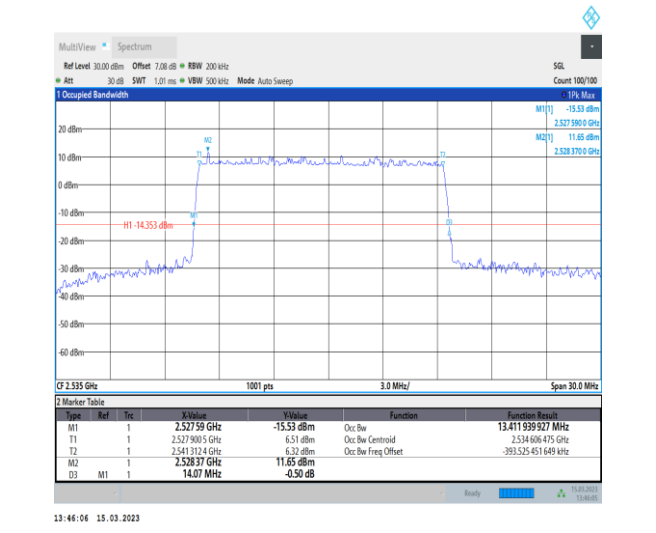 MultiView Spectrum
Ref Level 30.00 dBm Offset 7.08 dB RBW 200 kHz SGL
Att 30 dB SWT 1.01 ms VBW 500 kHz Mode Auto Sweep Count 100/100
1 Occupied Bandwidth 1Pk Max
M1[1] -15.53 dBm
2.527 590 0 GHz
20 dBm
M2[1] 11.65 dBm
2.528 370 0 GHz
M2
10 dBm T1 T2
0 dBm
-10 dBm M1
H1 -14.353 dBm D3
-20 dBm
-30 dBm
-40 dBm
-50 dBm
-60 dBm
CF 2.535 GHz 1001 pts 3.0 MHz/ Span 30.0 MHz
2 Marker Table
Type Ref Trc X-Value Y-Value Function Function Result
M1 1 2.527 59 GHz -15.53 dBm Occ Bw 13.411 939 927 MHz
T1 1 2.527 900 5 GHz 6.51 dBm Occ Bw Centroid 2.534 606 475 GHz
T2 1 2.541 312 4 GHz 6.32 dBm Occ Bw Freq Offset -393.525 451 649 kHz
M2 1 2.528 37 GHz 11.65 dBm
D3 M1 1 14.07 MHz -0.50 dB
Ready 15.03.2023
13:46:05
13:46:06 15.03.2023